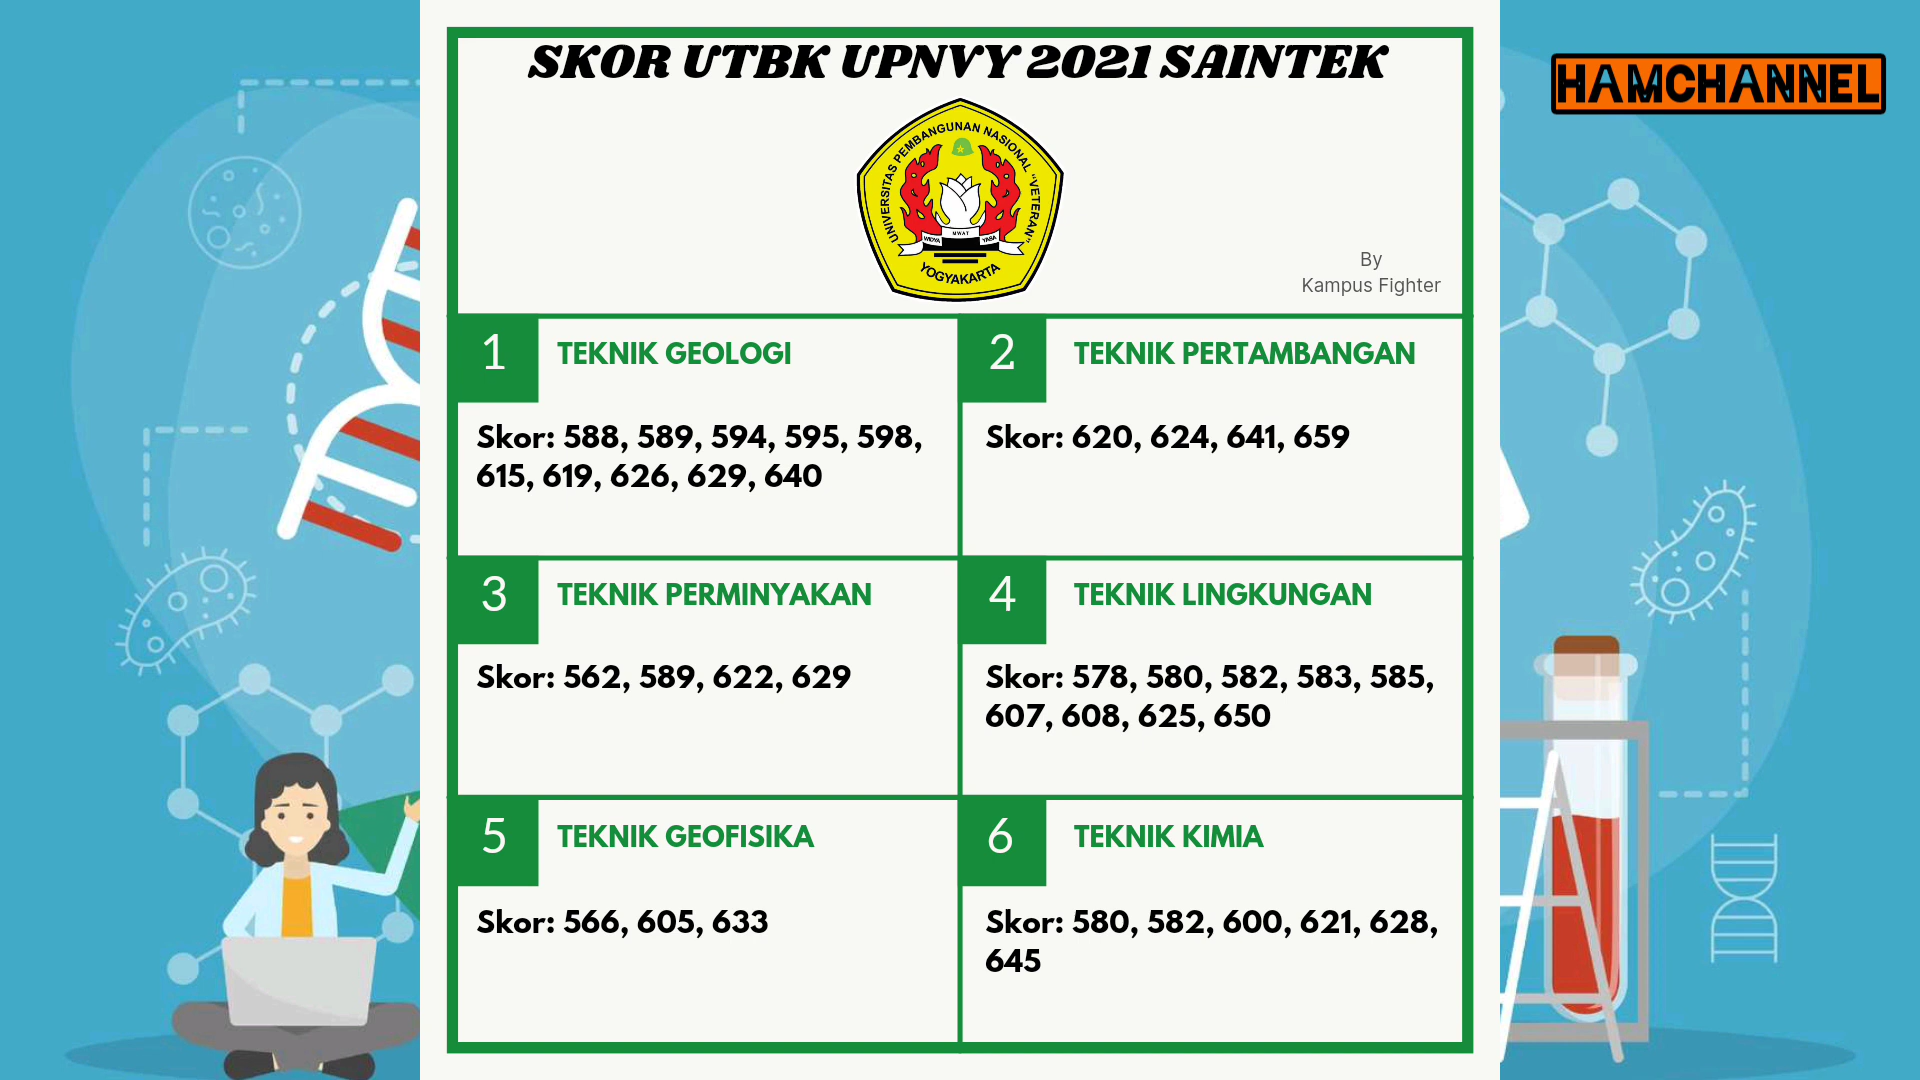 SKOR UTBK UPNVY 2021 SAINTEK
HAMCHANNEL
UNIVERSITAS PEMBANGUNAN NASIONAL "VETERAN"
WIDYA MWAT YASA
YOGYAKARTA
By
Kampus Fighter
1 TEKNIK GEOLOGI
Skor: 588, 589, 594, 595, 598,
615, 619, 626, 629, 640
2 TEKNIK PERTAMBANGAN
Skor: 620, 624, 641, 659
3 TEKNIK PERMINYAKAN
Skor: 562, 589, 622, 629
4 TEKNIK LINGKUNGAN
Skor: 578, 580, 582, 583, 585,
607, 608, 625, 650
5 TEKNIK GEOFISIKA
Skor: 566, 605, 633
6 TEKNIK KIMIA
Skor: 580, 582, 600, 621, 628,
645